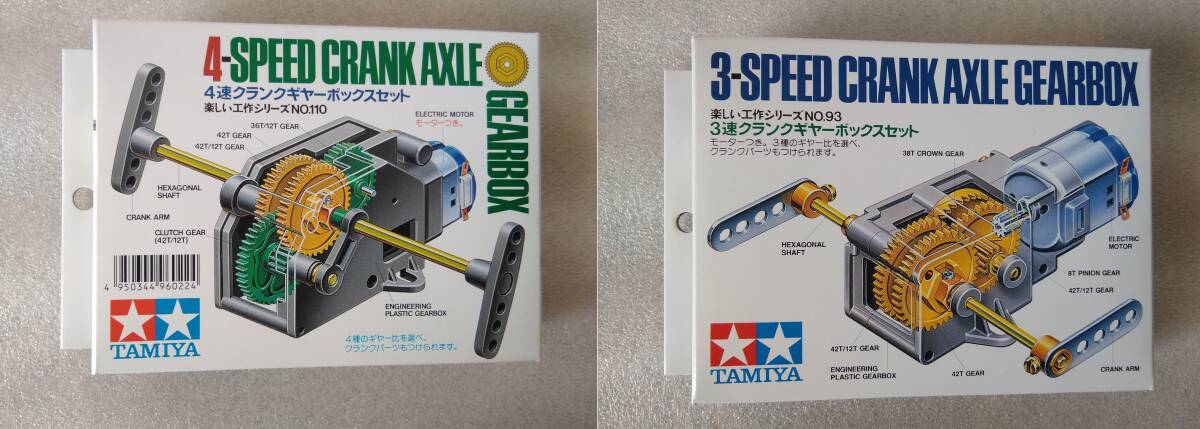 4-SPEED CRANK AXLE
GEARBOX
4速クランクギヤーボックスセット
楽しい工作シリーズNO.110
ELECTRIC MOTOR
モーターつき。
36T/12T GEAR
42T GEAR
42T/12T GEAR
HEXAGONAL
SHAFT
CRANK ARM
CLUTCH GEAR
(42T/12T)
4 950344 960224
ENGINEERING
PLASTIC GEARBOX
4種のギヤー比を選べ、
クランクパーツもつけられます。
TAMIYA
3-SPEED CRANK AXLE GEARBOX
楽しい工作シリーズNO.93
3速クランクギヤーボックスセット
モーターつき。3種のギヤー比を選べ、
クランクパーツもつけられます。
38T CROWN GEAR
HEXAGONAL
SHAFT
ELECTRIC
MOTOR
8T PINION GEAR
42T/12T GEAR
42T/12T GEAR
ENGINEERING
PLASTIC GEARBOX
42T GEAR
CRANK ARM
TAMIYA